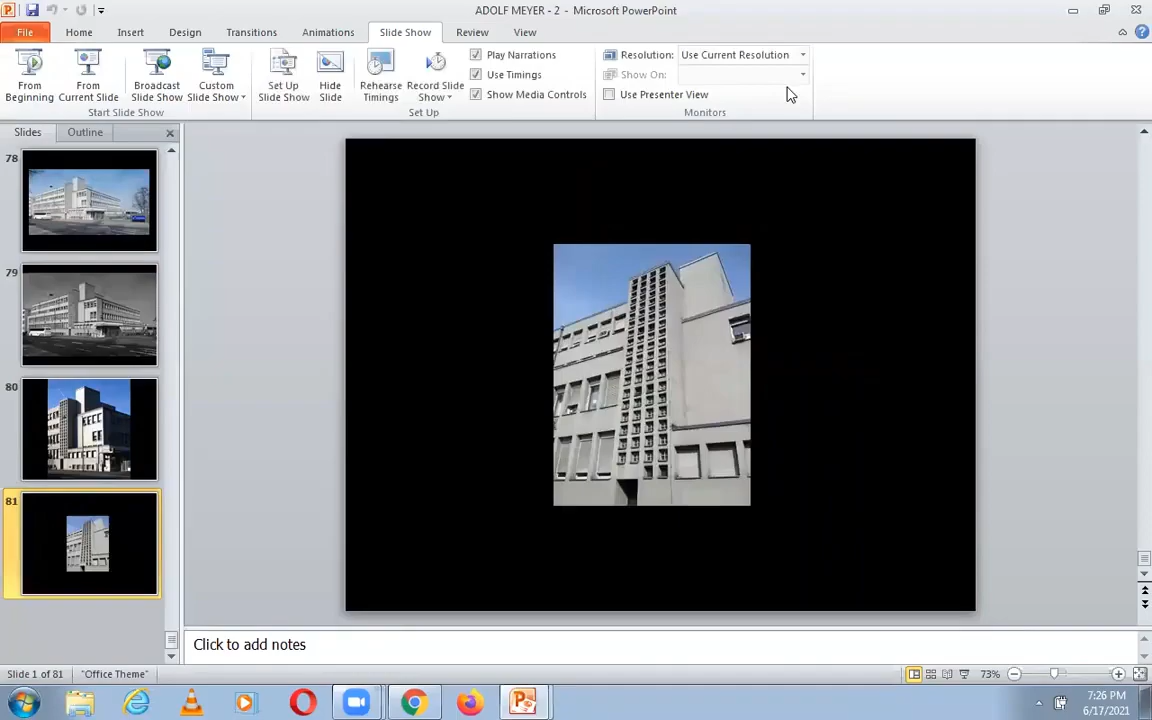 ADOLF MEYER - 2 - Microsoft PowerPoint
File Home Insert Design Transitions Animations Slide Show Review View
From Beginning
From Current Slide
Broadcast Slide Show
Custom Slide Show
Start Slide Show
Set Up Slide Show
Hide Slide
Rehearse Timings
Record Slide Show
Play Narrations
Use Timings
Show Media Controls
Set Up
Resolution: Use Current Resolution
Show On:
Use Presenter View
Monitors
Slides Outline
78
79
80
81
Click to add notes
Slide 1 of 81 "Office Theme" 73%
7:26 PM
6/17/2021